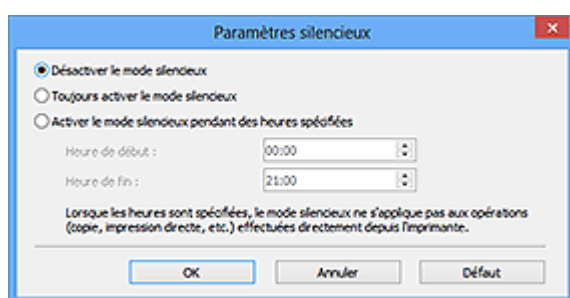 Paramètres silencieux
Désactiver le mode silencieux
Toujours activer le mode silencieux
Activer le mode silencieux pendant des heures spécifiées
Heure de début : 00:00
Heure de fin : 21:00
Lorsque les heures sont spécifiées, le mode silencieux ne s'applique pas aux opérations
(copie, impression directe, etc.) effectuées directement depuis l'imprimante.
OK Annuler Défaut